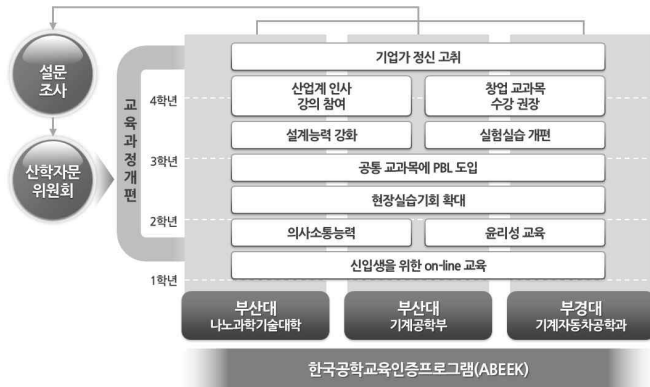 설문
조사
산학자문
위원회
교육과정개편
기업가 정신 고취
4학년
산업계 인사
강의 참여
창업 교과목
수강 권장
설계능력 강화
실험실습 개편
3학년
공통 교과목에 PBL 도입
현장실습기회 확대
2학년
의사소통능력
윤리성 교육
신입생을 위한 on-line 교육
1학년
부산대
나노과학기술대학
부산대
기계공학부
부경대
기계자동차공학과
한국공학교육인증프로그램(ABEEK)